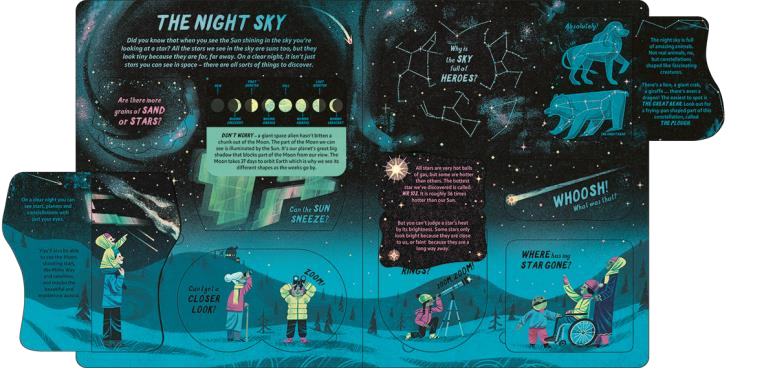 THE NIGHT SKY
Did you know that when you see the Sun shining in the sky you're
looking at a star? All the stars we see in the sky are suns too, but they
look tiny because they are far, far away. On a clear night, it isn't just
stars you can see in space – there are all sorts of things to discover.
Are there more
grains of SAND
or STARS?
NEW
FIRST
QUARTER
FULL
LAST
QUARTER
WAXING
CRESCENT
WAXING
GIBBOUS
WANING
GIBBOUS
WANING
CRESCENT
DON'T WORRY – a giant space alien hasn't bitten a
chunk out of the Moon. The part of the Moon we can
see is illuminated by the Sun. It's our planet's great big
shadow that blocks part of the Moon from our view. The
Moon takes 27 days to orbit Earth which is why we see its
different shapes as the weeks go by.
Can the SUN
SNEEZE?
On a clear night you can
see stars, planets and
constellations with
just your eyes.
You'll also be able
to see the Moon,
shooting stars,
the Milky Way
and satellites,
and maybe the
beautiful and
mysterious aurora.
Can I get a
CLOSER
LOOK?
ZOOM!
Why is
the SKY
full of
HEROES?
Absolutely!
THE GREAT BEAR
The night sky is full
of amazing animals.
Not real animals, no,
but constellations
shaped like fascinating
creatures.
There's a lion, a giant crab,
a giraffe ... there's even a
dragon! The easiest to spot is
THE GREAT BEAR. Look out for
a frying-pan shaped part of this
constellation, called
THE PLOUGH.
All stars are very hot balls
of gas, but some are hotter
than others. The hottest
star we've discovered is called
WR 102. It is roughly 36 times
hotter than our Sun.
But you can't judge a star's heat
by its brightness. Some stars only
look bright because they are close
to us, or faint because they are a
long way away.
RINGS?
ZOOM ZOOM!
WHOOSH!
What was that?
WHERE has my
STAR GONE?